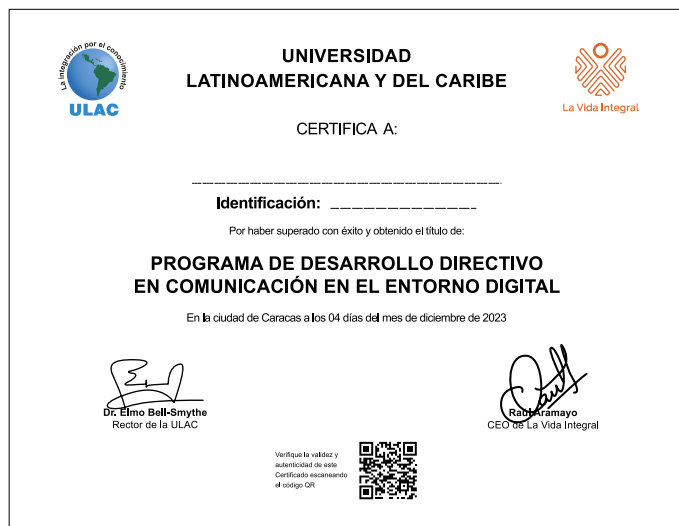 La integración por el conocimiento
ULAC
UNIVERSIDAD
LATINOAMERICANA Y DEL CARIBE
La Vida Integral
CERTIFICA A:
Identificación:
Por haber superado con éxito y obtenido el título de:
PROGRAMA DE DESARROLLO DIRECTIVO
EN COMUNICACIÓN EN EL ENTORNO DIGITAL
En la ciudad de Caracas a los 04 días del mes de diciembre de 2023
Dr. Elmo Bell-Smythe
Rector de la ULAC
Raúl Aramayo
CEO de La Vida Integral
Verifique la validez y
autenticidad de este
Certificado escaneando
el código QR